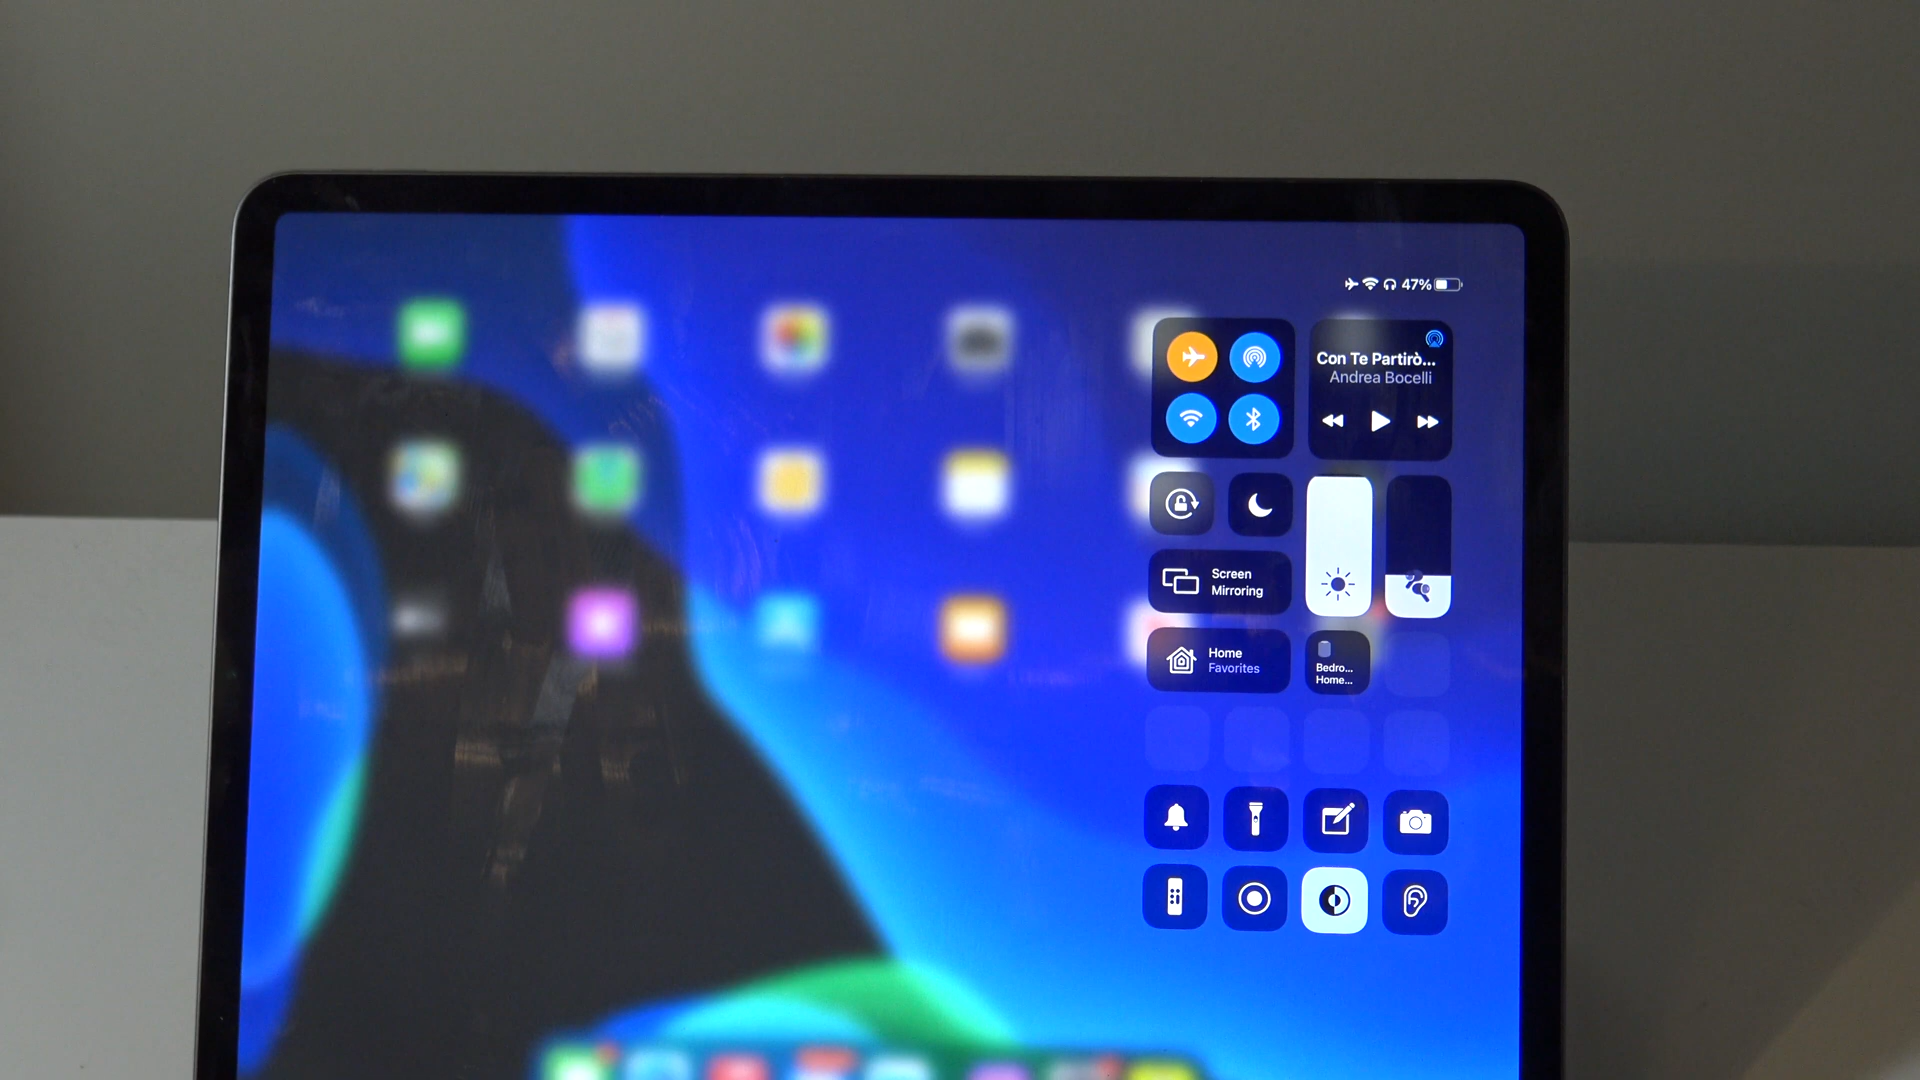 47%
Con Te Partirò...
Andrea Bocelli
Screen
Mirroring
Home
Favorites
Bedro...
Home...